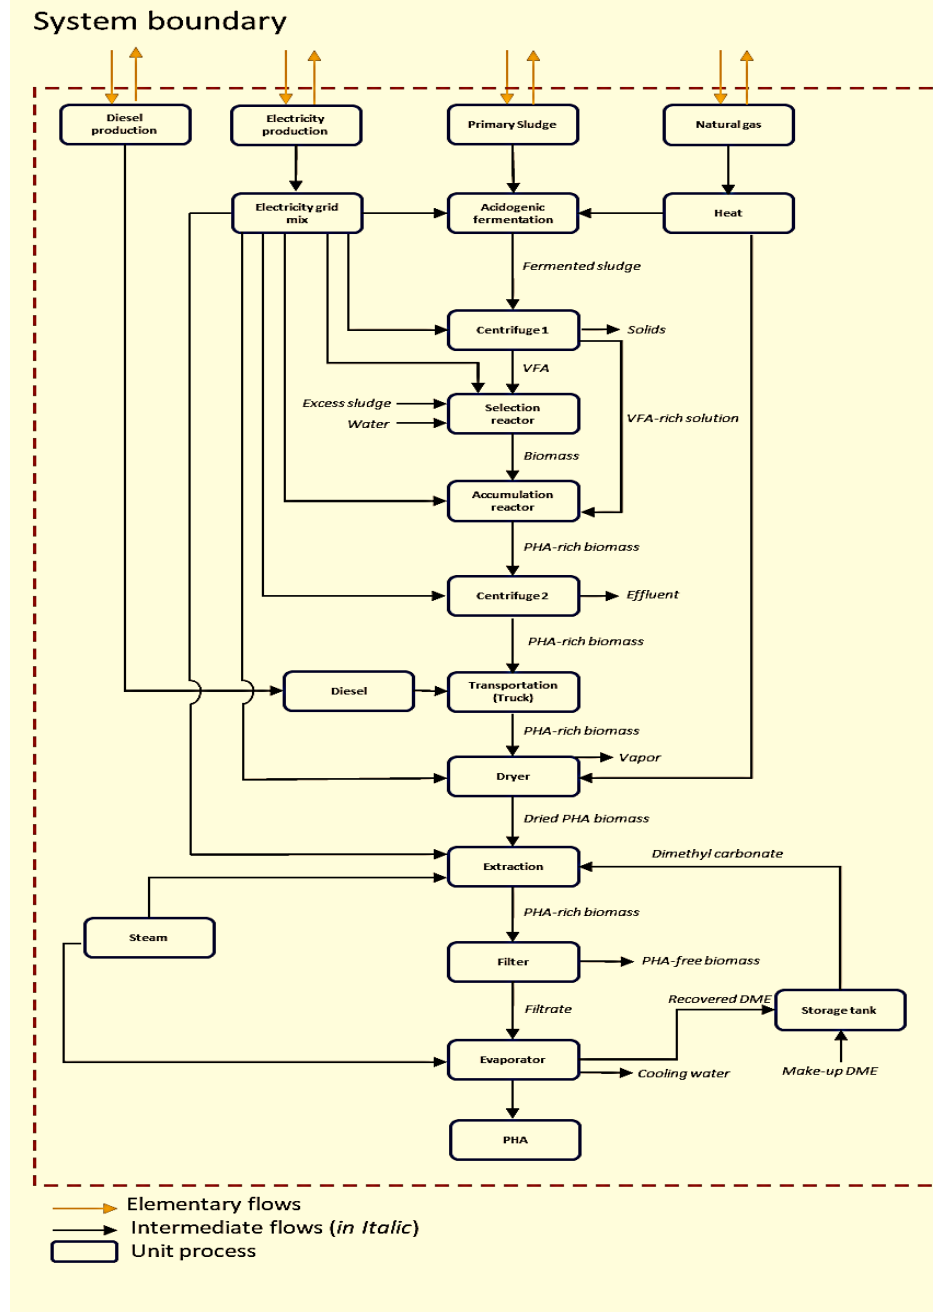 System boundary
Diesel
production
Electricity
production
Primary Sludge
Natural gas
Electricity grid
mix
Acidogenic
fermentation
Heat
Fermented sludge
Centrifuge 1
Solids
VFA
Excess sludge
Water
Selection
reactor
VFA-rich solution
Biomass
Accumulation
reactor
PHA-rich biomass
Centrifuge 2
Effluent
PHA-rich biomass
Diesel
Transportation
(Truck)
PHA-rich biomass
Vapor
Dryer
Dried PHA biomass
Dimethyl carbonate
Extraction
PHA-rich biomass
Steam
Filter
PHA-free biomass
Recovered DME
Filtrate
Storage tank
Evaporator
Cooling water
Make-up DME
PHA
Elementary flows
Intermediate flows (in Italic)
Unit process